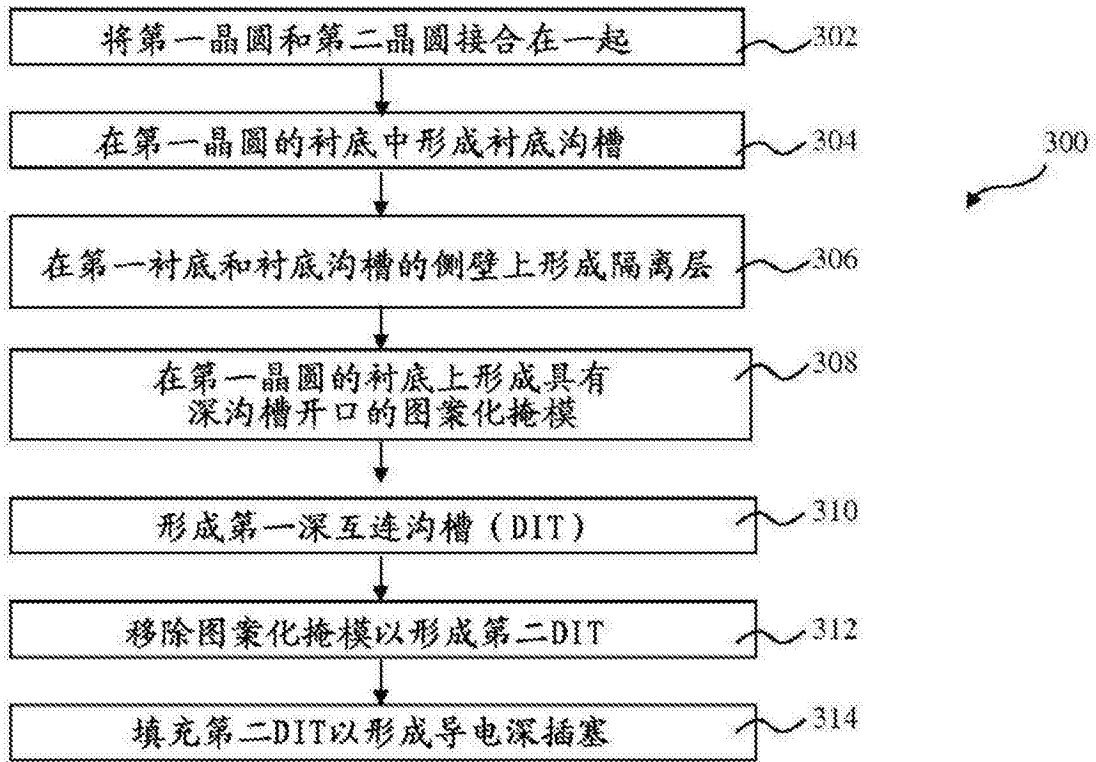 将第一晶圆和第二晶圆接合在一起
302
在第一晶圆的衬底中形成衬底沟槽
304
300
在第一衬底和衬底沟槽的侧壁上形成隔离层
306
在第一晶圆的衬底上形成具有
深沟槽开口的图案化掩模
308
形成第一深互连沟槽(DIT)
310
移除图案化掩模以形成第二DIT
312
填充第二DIT以形成导电深插塞
314